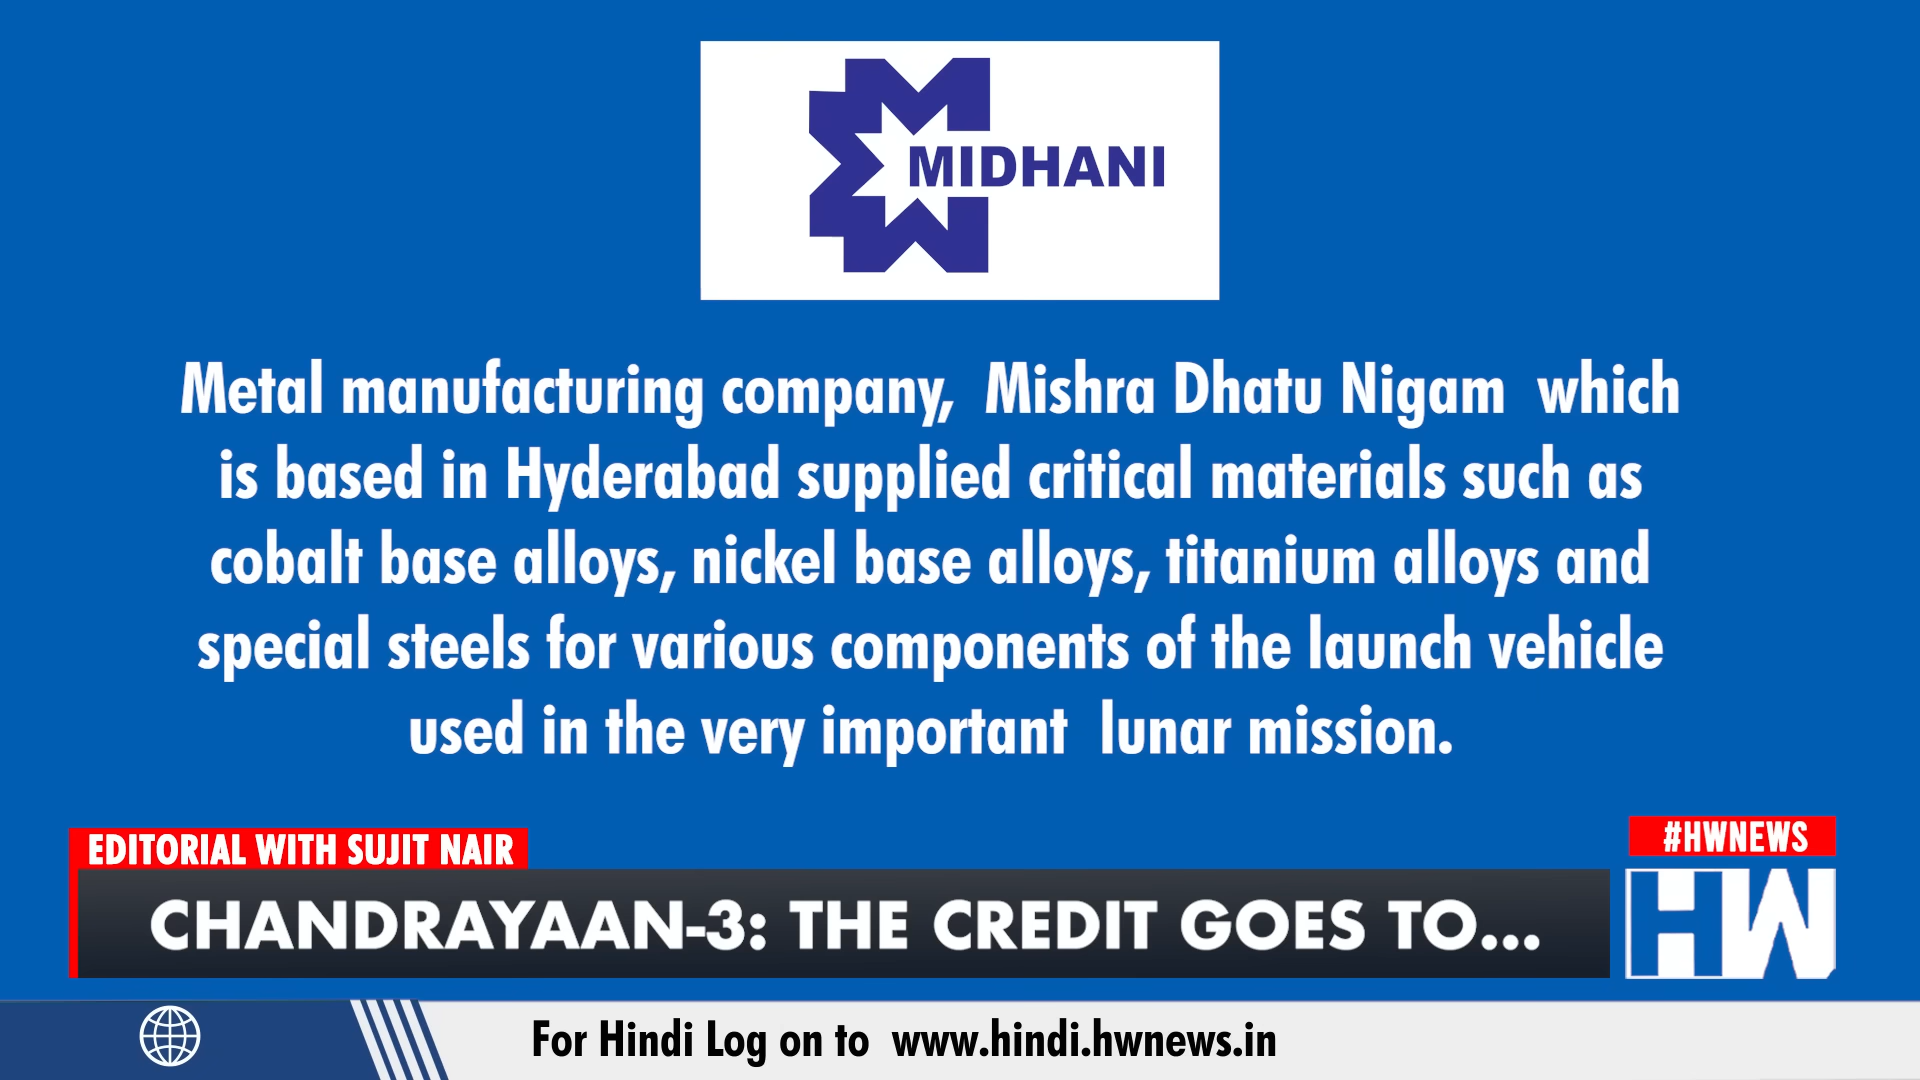 MIDHANI
Metal manufacturing company, Mishra Dhatu Nigam which
is based in Hyderabad supplied critical materials such as
cobalt base alloys, nickel base alloys, titanium alloys and
special steels for various components of the launch vehicle
used in the very important lunar mission.
EDITORIAL WITH SUJIT NAIR
#HWNEWS
CHANDRAYAAN-3: THE CREDIT GOES TO...
HW
For Hindi Log on to www.hindi.hwnews.in